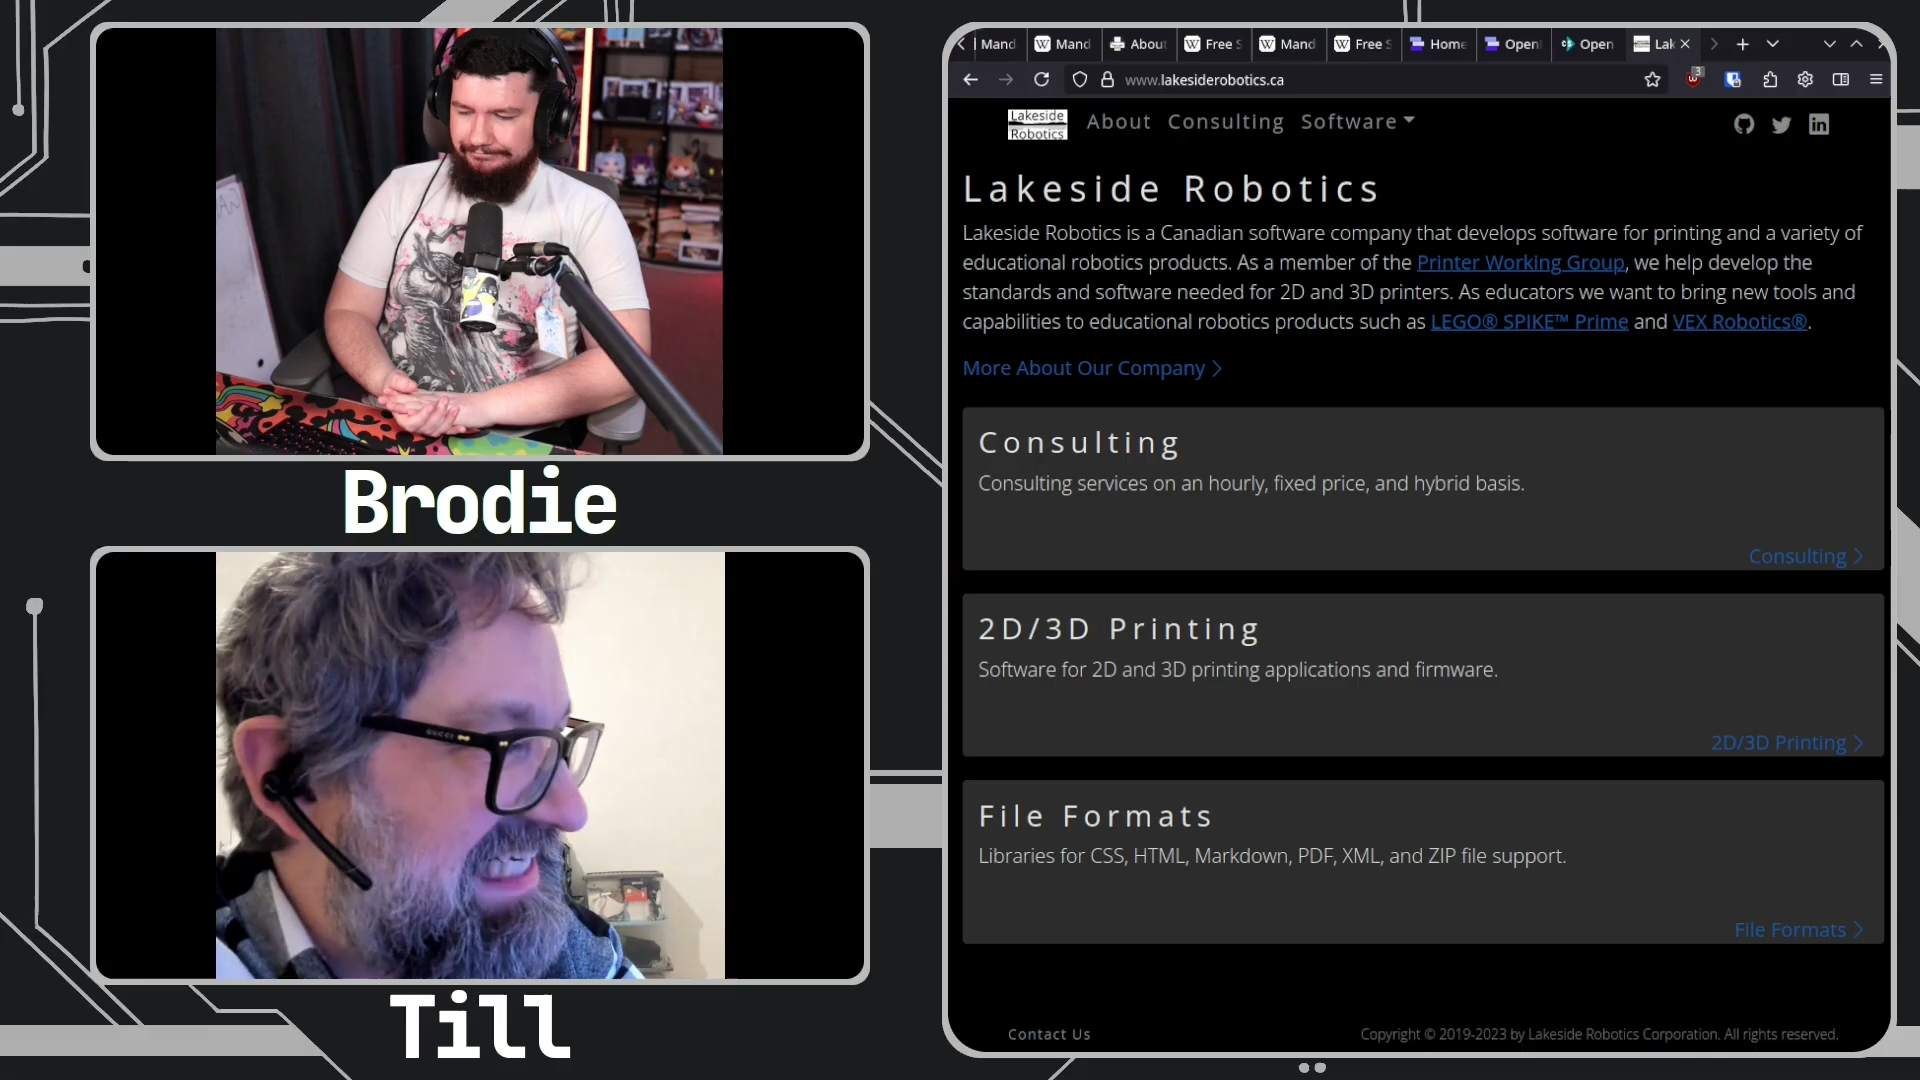 Brodie
Till
Mand
Mand
About
Free S
Mand
Free S
Home
Open
Open
Lak
www.lakesiderobotics.ca
3
Lakeside
Robotics
About
Consulting
Software
Lakeside Robotics
Lakeside Robotics is a Canadian software company that develops software for printing and a variety of
educational robotics products. As a member of the Printer Working Group, we help develop the
standards and software needed for 2D and 3D printers. As educators we want to bring new tools and
capabilities to educational robotics products such as LEGO® SPIKE™ Prime and VEX Robotics®.
More About Our Company
Consulting
Consulting services on an hourly, fixed price, and hybrid basis.
Consulting
2D/3D Printing
Software for 2D and 3D printing applications and firmware.
2D/3D Printing
File Formats
Libraries for CSS, HTML, Markdown, PDF, XML, and ZIP file support.
File Formats
Contact Us
Copyright © 2019-2023 by Lakeside Robotics Corporation. All rights reserved.
GUCCI